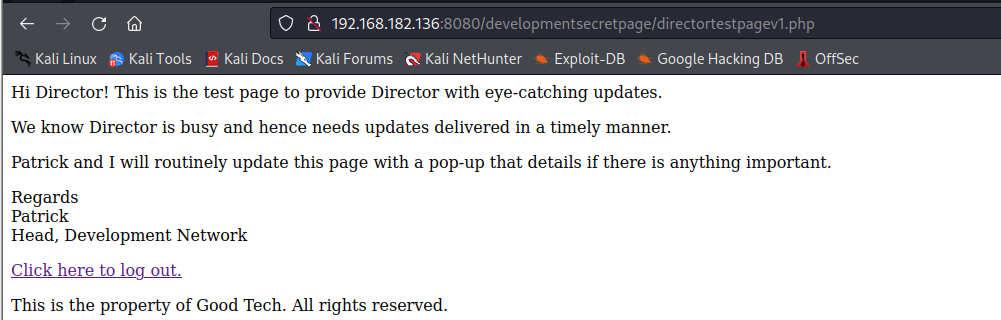 192.168.182.136:8080/developmentsecretpage/directortestpagev1.php
Kali Linux Kali Tools Kali Docs Kali Forums Kali NetHunter Exploit-DB Google Hacking DB OffSec
Hi Director! This is the test page to provide Director with eye-catching updates.
We know Director is busy and hence needs updates delivered in a timely manner.
Patrick and I will routinely update this page with a pop-up that details if there is anything important.
Regards
Patrick
Head, Development Network
Click here to log out.
This is the property of Good Tech. All rights reserved.